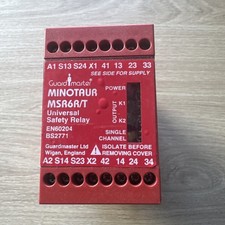 A1 S13 S24 X1 41 13 23 33
SEE SIDE FOR SUPPLY
Guardmaster
POWER
MINOTAUR
MSR6R/T
K1
OUTPUT
Universal
Safety Relay
K2
EN60204
BS2771
SINGLE
CHANNEL
Guardmaster Ltd
Wigan, England
ISOLATE BEFORE
REMOVING COVER
A2 S14 S23 X2 42 14 24 34